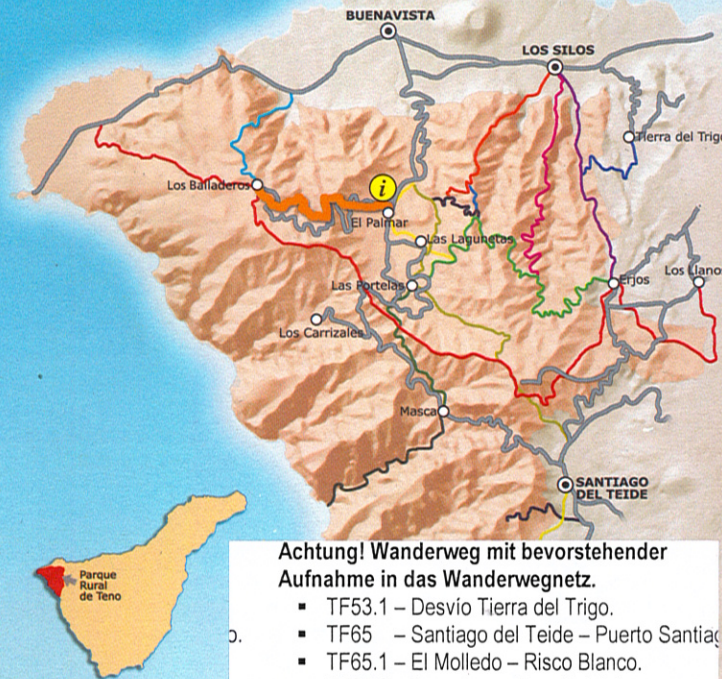 BUENAVISTA
LOS SILOS
Tierra del Trigo
Los Balladeros
i
El Palmar
Las Lagunetas
Las Portelas
Erjos
Los Llanos
Los Carrizales
Masca
SANTIAGO
DEL TEIDE
Parque
Rural
de Teno
Achtung! Wanderweg mit bevorstehender
Aufnahme in das Wanderwegnetz.
o.
▪ TF53.1 – Desvío Tierra del Trigo.
▪ TF65 – Santiago del Teide – Puerto Santiag
▪ TF65.1 – El Molledo – Risco Blanco.